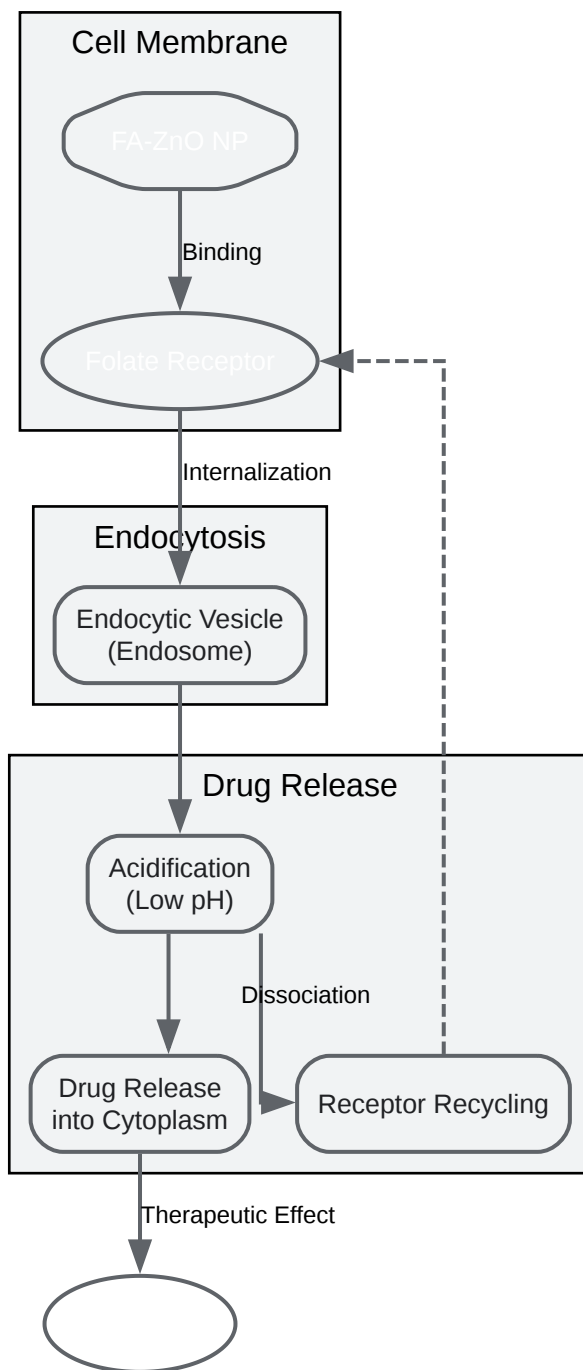 Cell Membrane
FA-ZnO NP
Binding
Folate Receptor
Internalization
Endocytosis
Endocytic Vesicle
(Endosome)
Drug Release
Acidification
(Low pH)
Dissociation
Drug Release
into Cytoplasm
Receptor Recycling
Therapeutic Effect